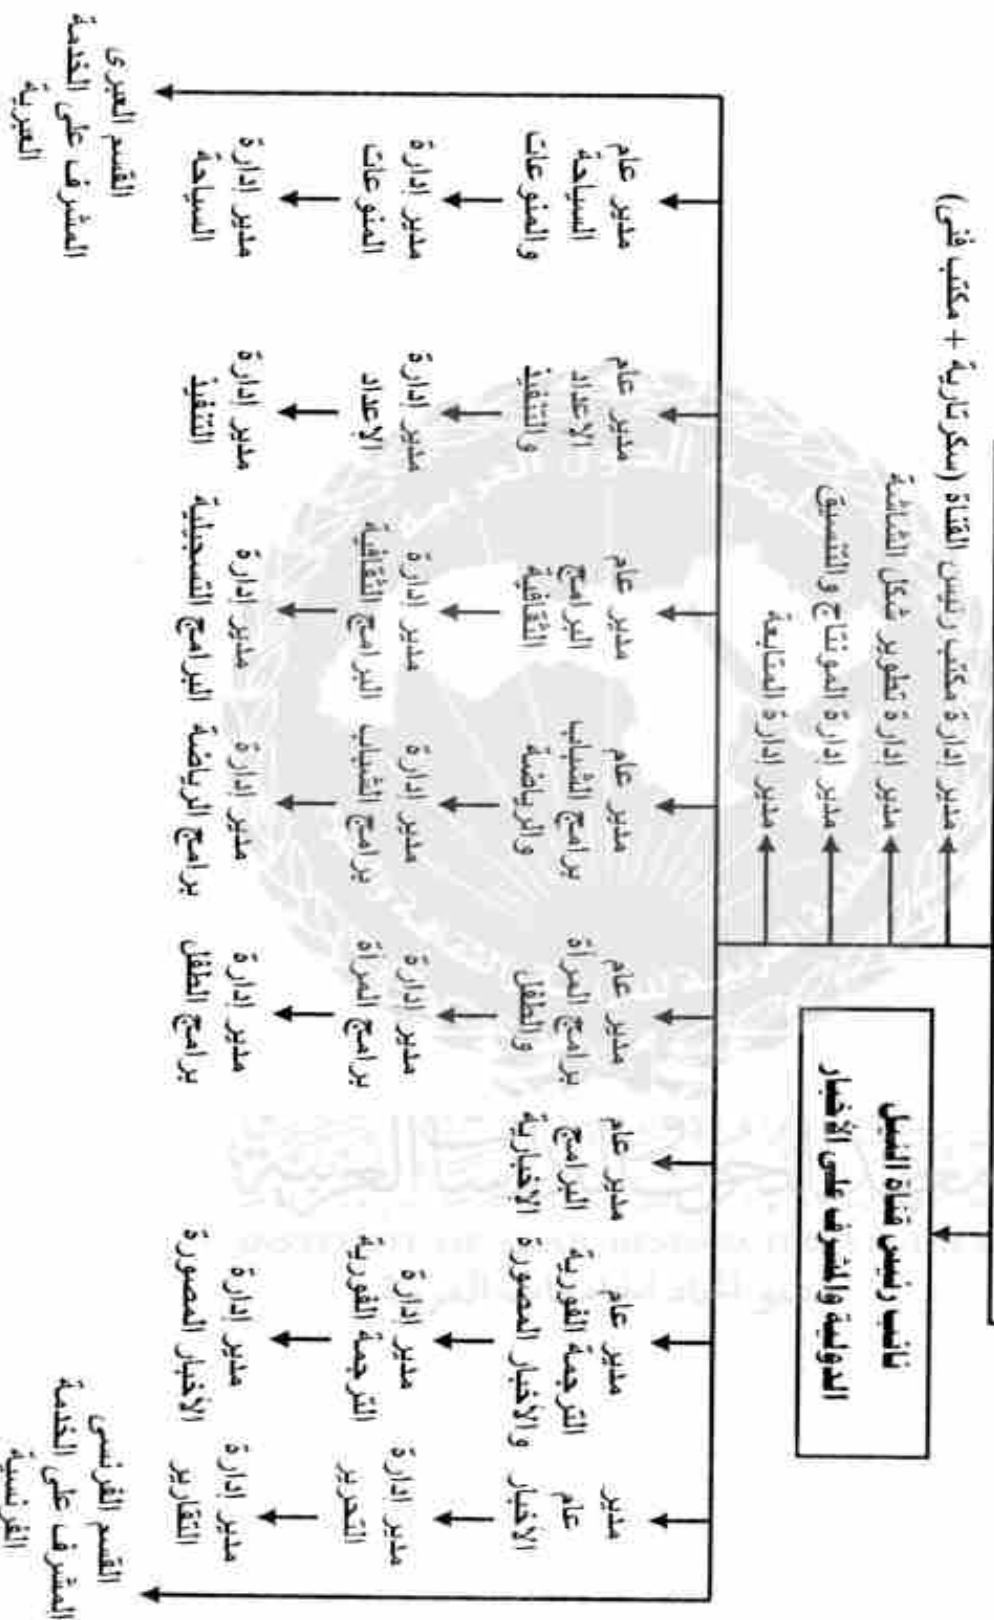 نائب رئيس قناة النيل
الدولية والمشرف على الأخبار
مدير إدارة مكتب رئيس القناة (سكرتارية + مكتب فنى)
مدير إدارة تطوير شكل الشاشة
مدير إدارة المونتاج والتنسيق
مدير إدارة المتابعة
مدير
عام
الأخبار
مدير إدارة
التحرير
مدير إدارة
التقارير
مدير عام
الترجمة الفورية
والأخبار المصورة
مدير إدارة
الترجمة الفورية
مدير إدارة
الأخبار المصورة
مدير عام
البرامج
الإخبارية
مدير عام
برامج المرأة
والطفل
مدير إدارة
برامج المرأة
مدير إدارة
برامج الطفل
مدير عام
برامج الشباب
والرياضة
مدير إدارة
برامج الشباب
مدير إدارة
برامج الرياضة
مدير عام
البرامج
الثقافية
مدير إدارة
البرامج الثقافية
مدير إدارة
البرامج التسجيلية
مدير عام
الإعداد
والتنفيذ
مدير إدارة
الإعداد
مدير إدارة
التنفيذ
مدير عام
السياحة
والمنوعات
مدير إدارة
المنوعات
مدير إدارة
السياحة
القسم الفرنسى
المشرف على الخدمة
الفرنسية
القسم العبرى
المشرف على الخدمة
العبرية